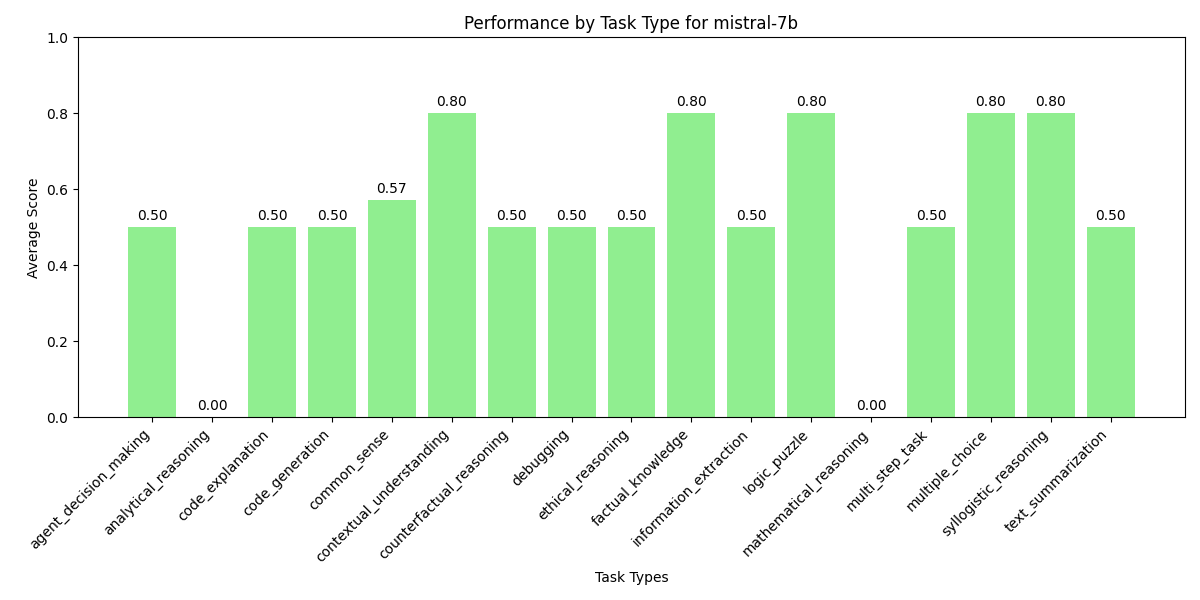 Performance by Task Type for mistral-7b
1.0
0.8
0.6
0.4
0.2
0.0
Average Score
0.50
0.00
0.50
0.50
0.57
0.80
0.50
0.50
0.50
0.80
0.50
0.80
0.00
0.50
0.80
0.80
0.50
agent_decision_making
analytical_reasoning
code_explanation
code_generation
common_sense
contextual_understanding
counterfactual_reasoning
debugging
ethical_reasoning
factual_knowledge
information_extraction
logic_puzzle
mathematical_reasoning
multi_step_task
multiple_choice
syllogistic_reasoning
text_summarization
Task Types